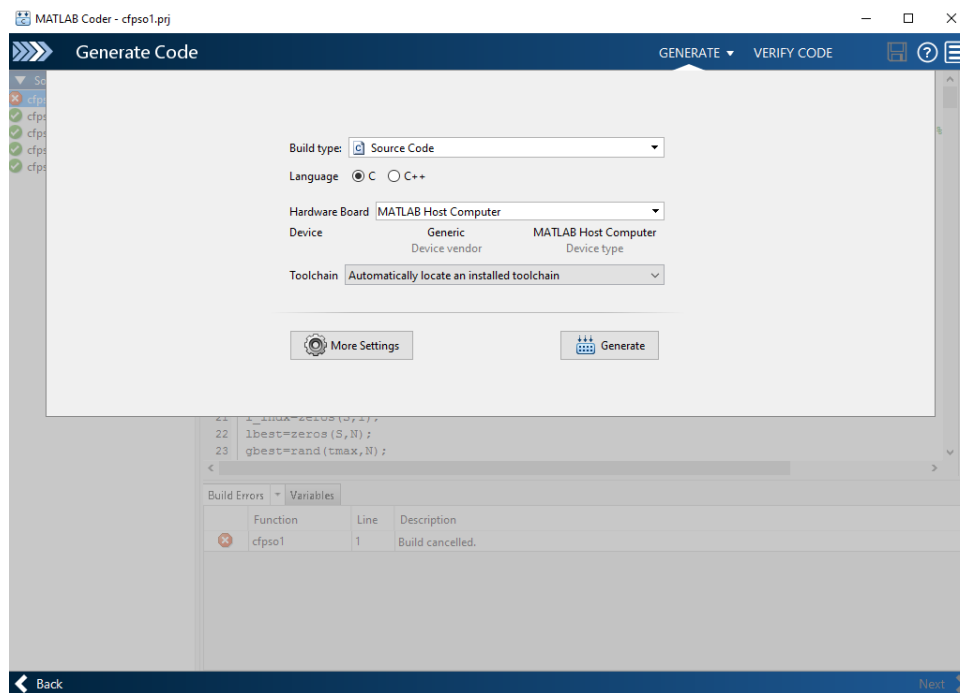 MATLAB Coder - cfpso1.prj
Generate Code
GENERATE VERIFY CODE
Build type: Source Code
Language C C++
Hardware Board MATLAB Host Computer
Device Generic MATLAB Host Computer
Device vendor Device type
Toolchain Automatically locate an installed toolchain
More Settings Generate
22 lbest=zeros(S,N);
23 gbest=rand(tmax,N);
Build Errors Variables
Function Line Description
cfpso1 1 Build cancelled.
Back Next